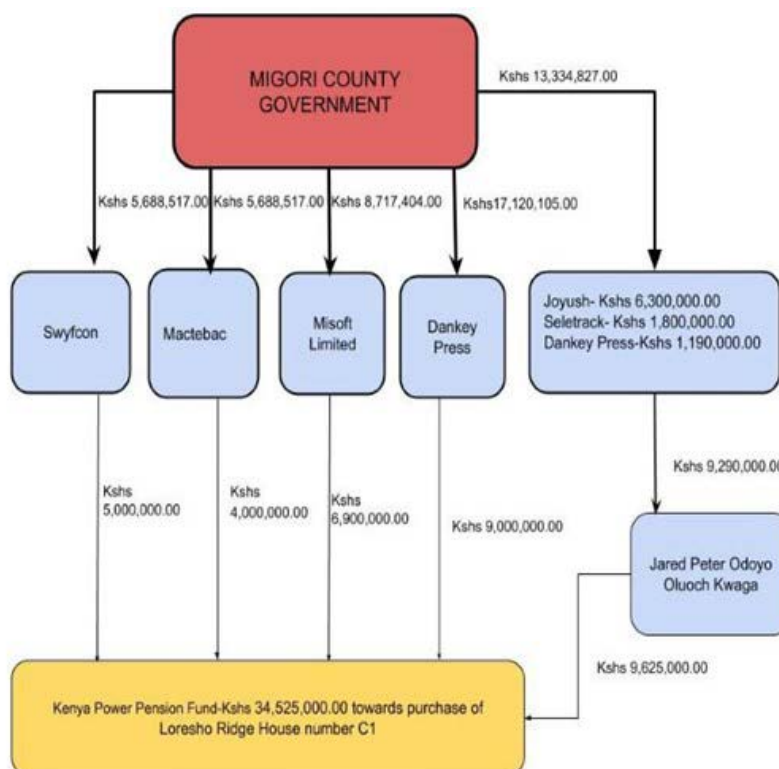 MIGORI COUNTY
GOVERNMENT
Kshs 13,334,827.00
Kshs 5,688,517.00
Kshs 5,688,517.00
Kshs 8,717,404.00
Kshs17,120,105.00
Swyfcon
Mactebac
Misoft
Limited
Dankey
Press
Joyush- Kshs 6,300,000.00
Seletrack- Kshs 1,800,000.00
Dankey Press-Kshs 1,190,000.00
Kshs
5,000,000.00
Kshs
4,000,000.00
Kshs
6,900,000.00
Kshs 9,000,000.00
Kshs 9,290,000.00
Jared Peter Odoyo
Oluoch Kwaga
Kshs 9,625,000.00
Kenya Power Pension Fund-Kshs 34,525,000.00 towards purchase of
Loresho Ridge House number C1